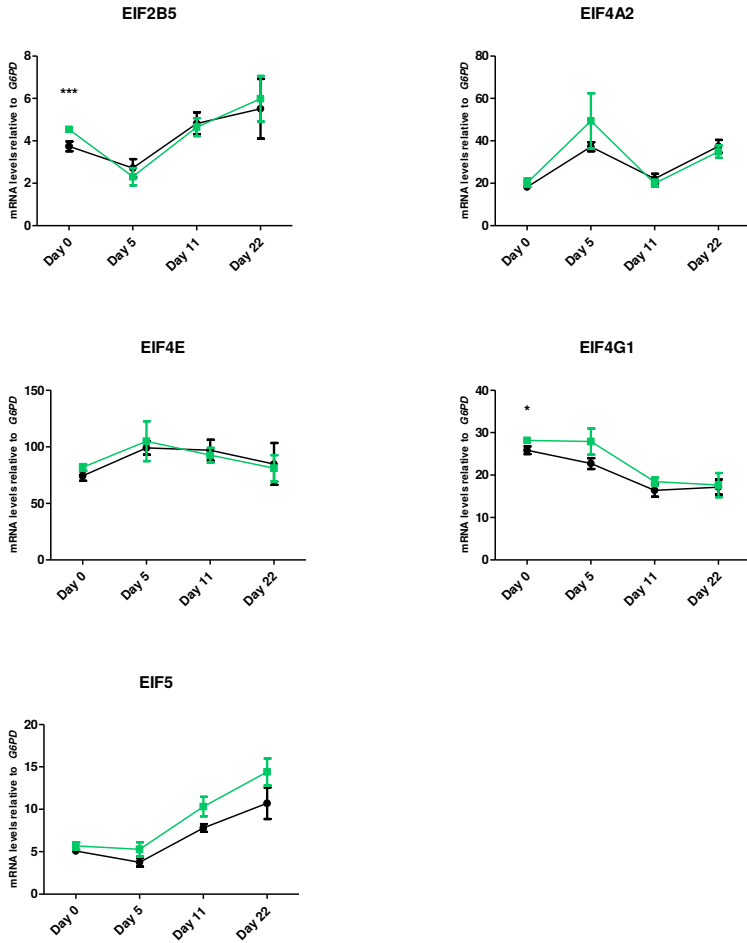 EIF2B5
mRNA levels relative to G6PD
8
6
4
2
0
***
Day 0
Day 5
Day 11
Day 22
EIF4A2
mRNA levels relative to G6PD
80
60
40
20
0
Day 0
Day 5
Day 11
Day 22
EIF4E
mRNA levels relative to G6PD
150
100
50
0
Day 0
Day 5
Day 11
Day 22
EIF4G1
mRNA levels relative to G6PD
40
30
20
10
0
*
Day 0
Day 5
Day 11
Day 22
EIF5
mRNA levels relative to G6PD
20
15
10
5
0
Day 0
Day 5
Day 11
Day 22